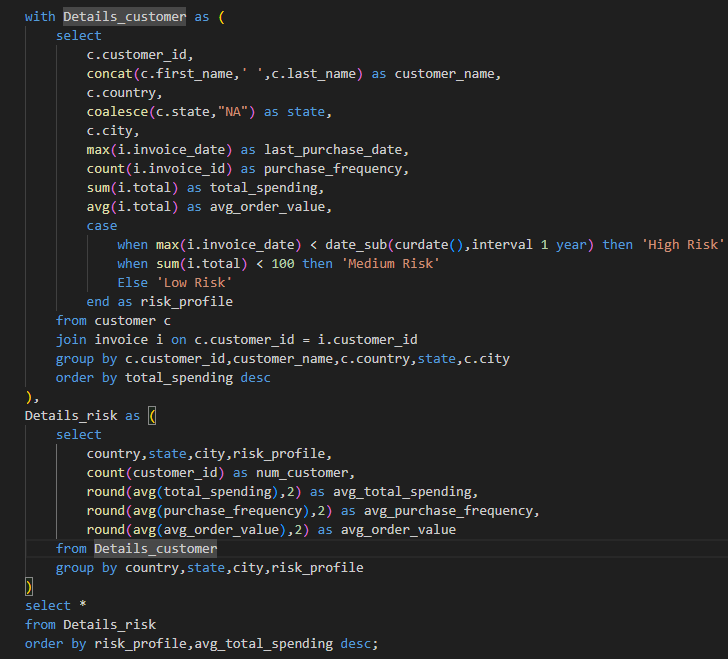 with Details_customer as (
select
c.customer_id,
concat(c.first_name,' ',c.last_name) as customer_name,
c.country,
coalesce(c.state,"NA") as state,
c.city,
max(i.invoice_date) as last_purchase_date,
count(i.invoice_id) as purchase_frequency,
sum(i.total) as total_spending,
avg(i.total) as avg_order_value,
case
when max(i.invoice_date) < date_sub(curdate(),interval 1 year) then 'High Risk'
when sum(i.total) < 100 then 'Medium Risk'
Else 'Low Risk'
end as risk_profile
from customer c
join invoice i on c.customer_id = i.customer_id
group by c.customer_id,customer_name,c.country,state,c.city
order by total_spending desc
),
Details_risk as (
select
country,state,city,risk_profile,
count(customer_id) as num_customer,
round(avg(total_spending),2) as avg_total_spending,
round(avg(purchase_frequency),2) as avg_purchase_frequency,
round(avg(avg_order_value),2) as avg_order_value
from Details_customer
group by country,state,city,risk_profile
)
select *
from Details_risk
order by risk_profile,avg_total_spending desc;